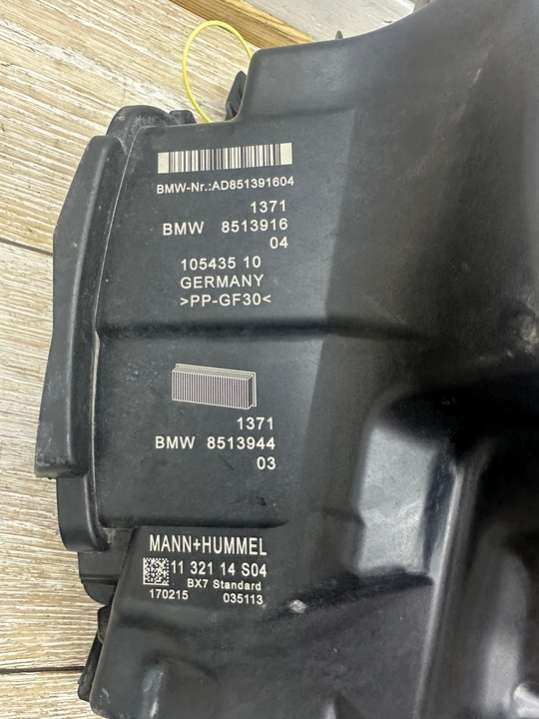 BMW-Nr.:AD851391604
1371
BMW 8513916
04
105435 10
GERMANY
>PP-GF30<
1371
BMW 8513944
03
MANN+HUMMEL
11 321 14 S04
BX7 Standard
170215 035113